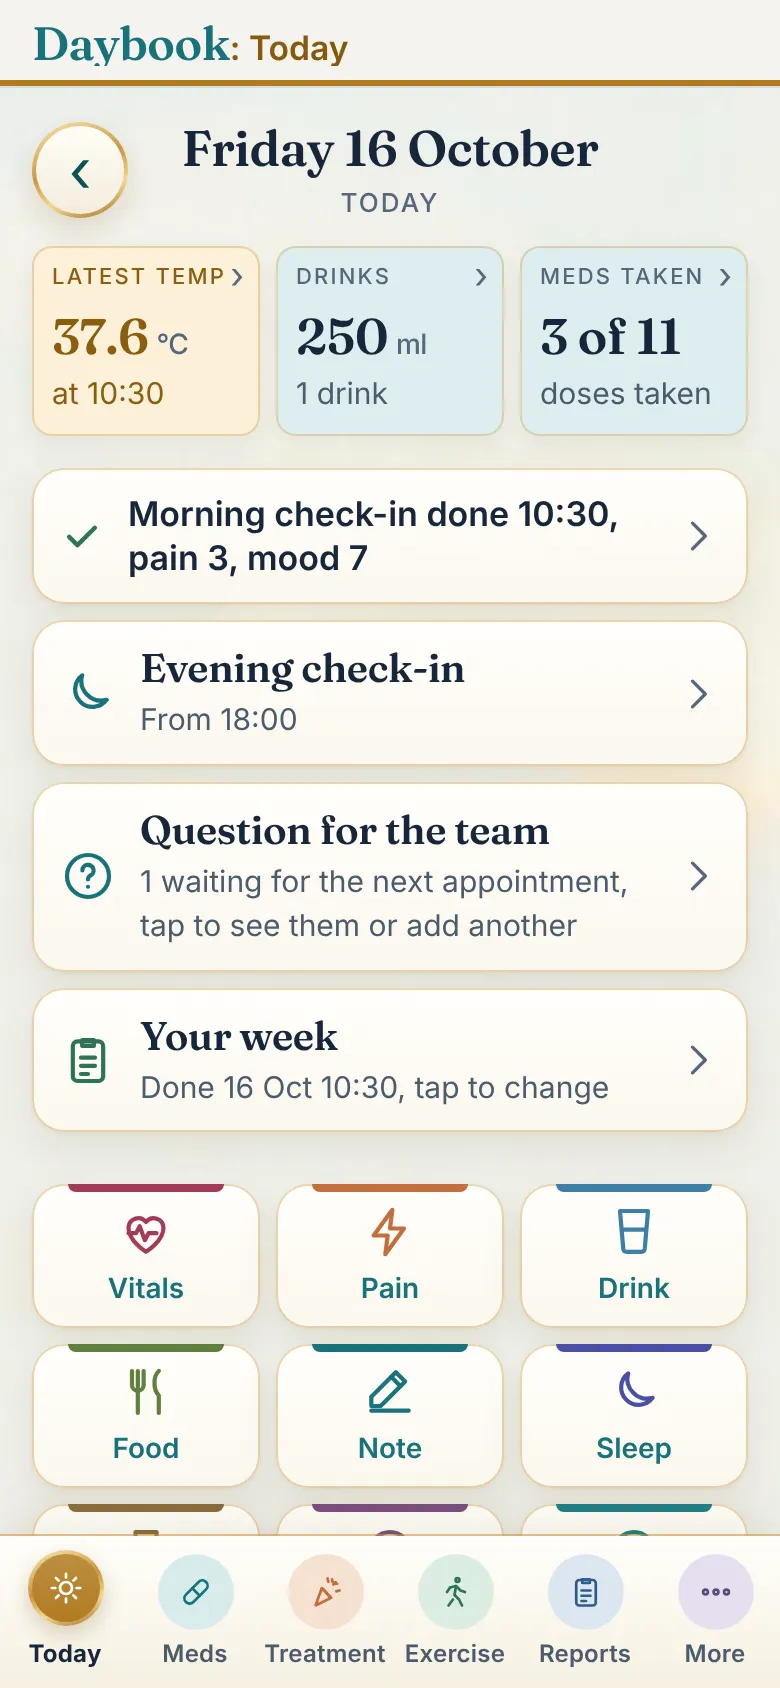 Daybook: Today
Friday 16 October
TODAY
LATEST TEMP
37.6 °C
at 10:30
DRINKS
250 ml
1 drink
MEDS TAKEN
3 of 11
doses taken
Morning check-in done 10:30,
pain 3, mood 7
Evening check-in
From 18:00
Question for the team
1 waiting for the next appointment,
tap to see them or add another
Your week
Done 16 Oct 10:30, tap to change
Vitals
Pain
Drink
Food
Note
Sleep
Today
Meds
Treatment
Exercise
Reports
More